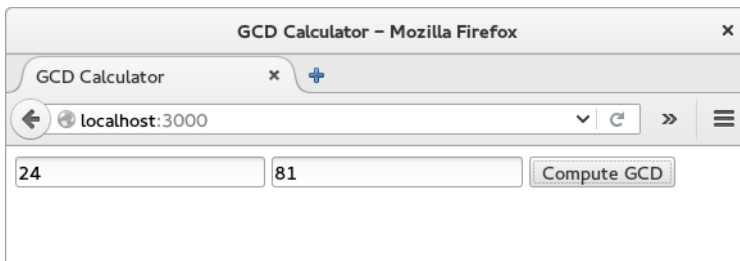 GCD Calculator – Mozilla Firefox
GCD Calculator
localhost:3000
24 81 Compute GCD